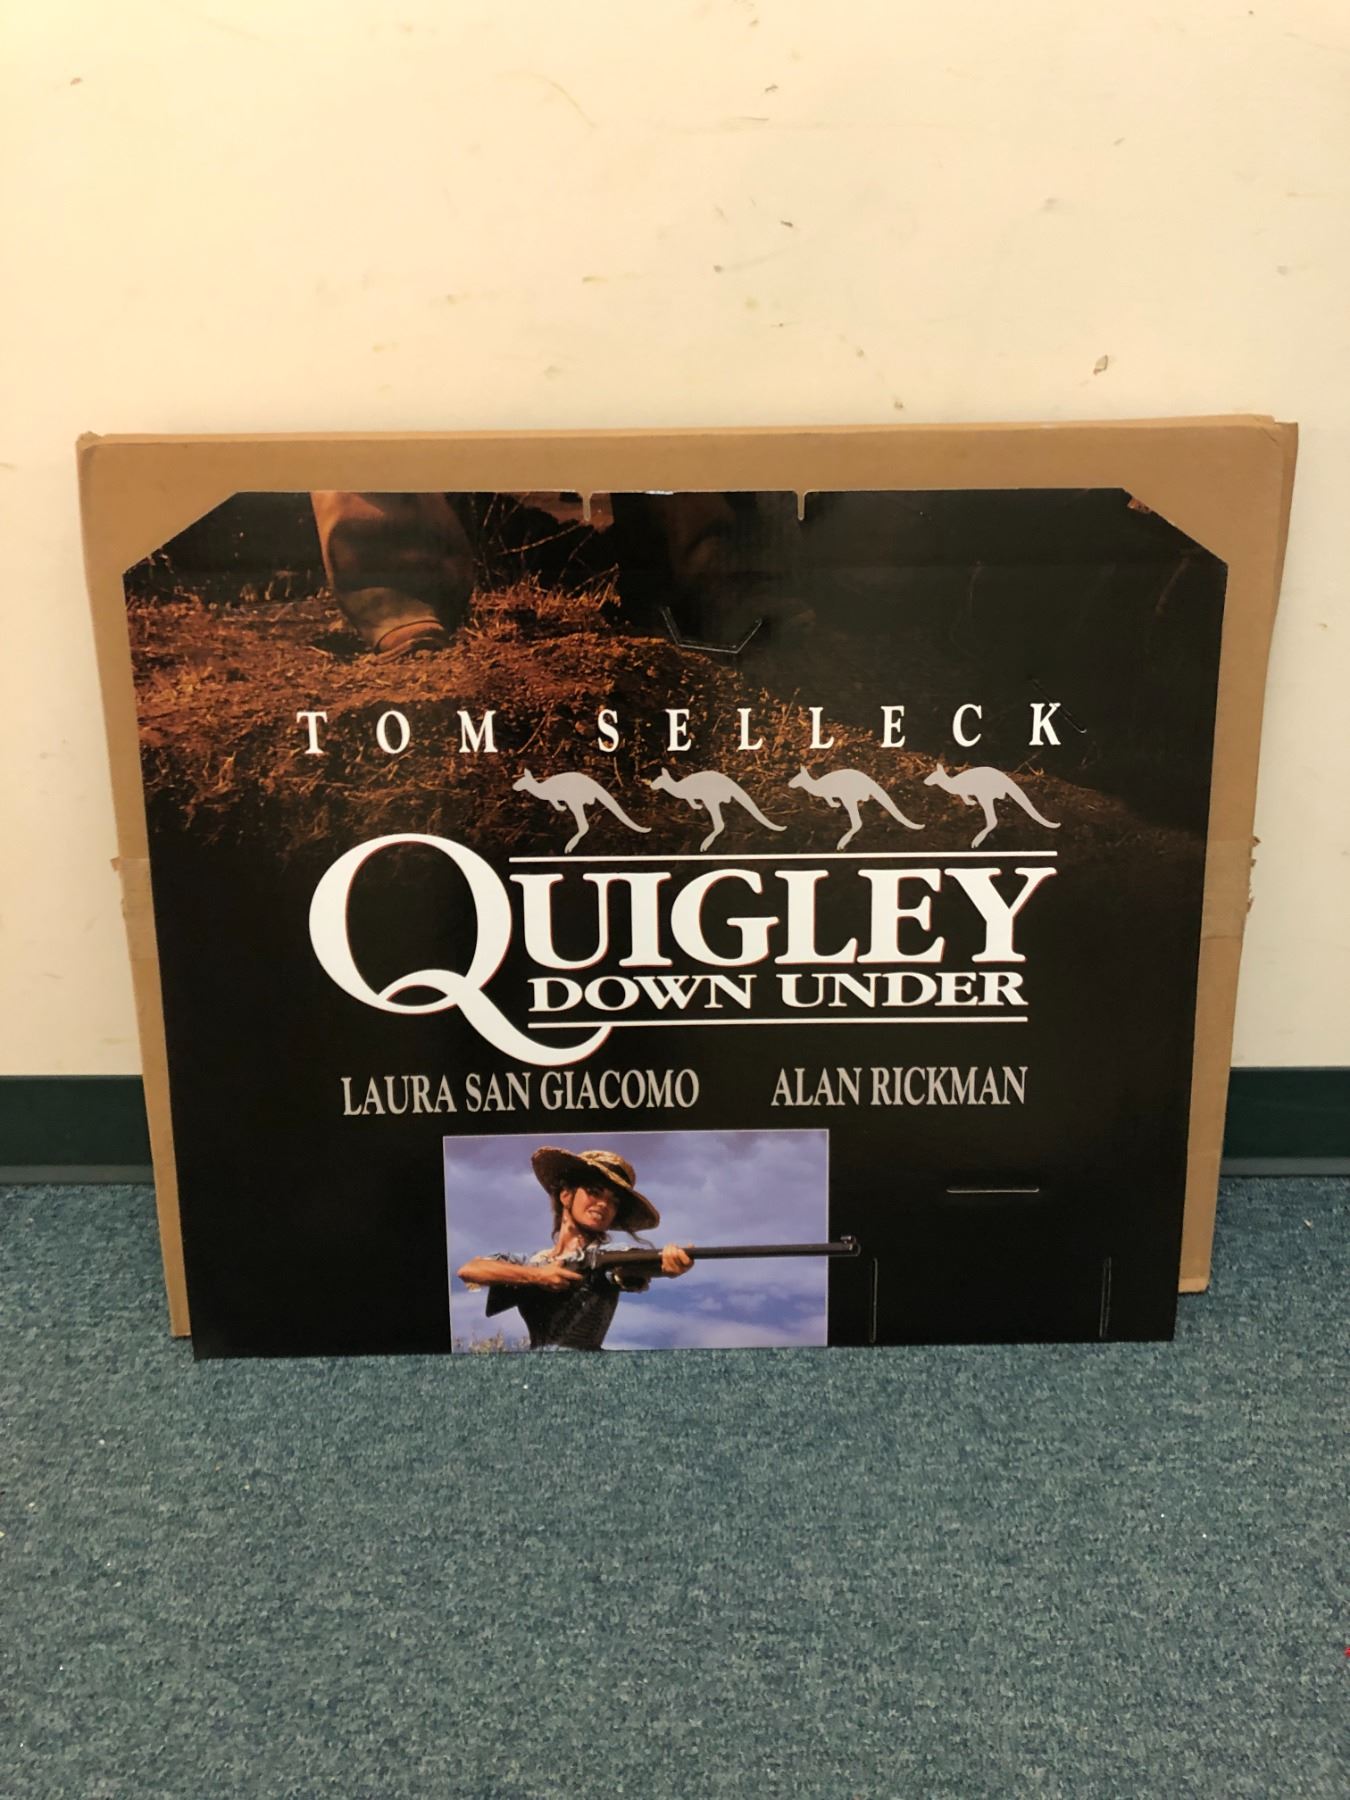 TOM SELLECK
QUIGLEY
DOWN UNDER
LAURA SAN GIACOMO ALAN RICKMAN